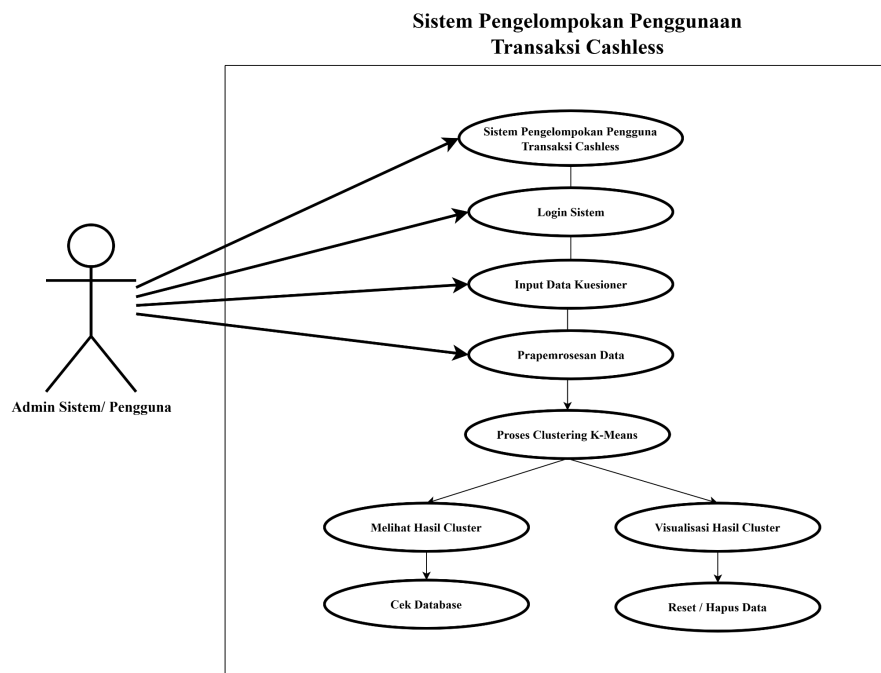 Sistem Pengelompokan Penggunaan
Transaksi Cashless
Sistem Pengelompokan Pengguna
Transaksi Cashless
Login Sistem
Input Data Kuesioner
Prapemrosesan Data
Admin Sistem/ Pengguna
Proses Clustering K-Means
Melihat Hasil Cluster
Visualisasi Hasil Cluster
Cek Database
Reset / Hapus Data